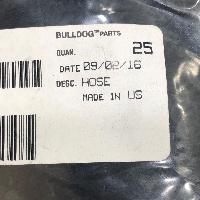 BULLDOG™ PARTS
QUAN. 25
DATE 09/02/16
DESC. HOSE
MADE IN US